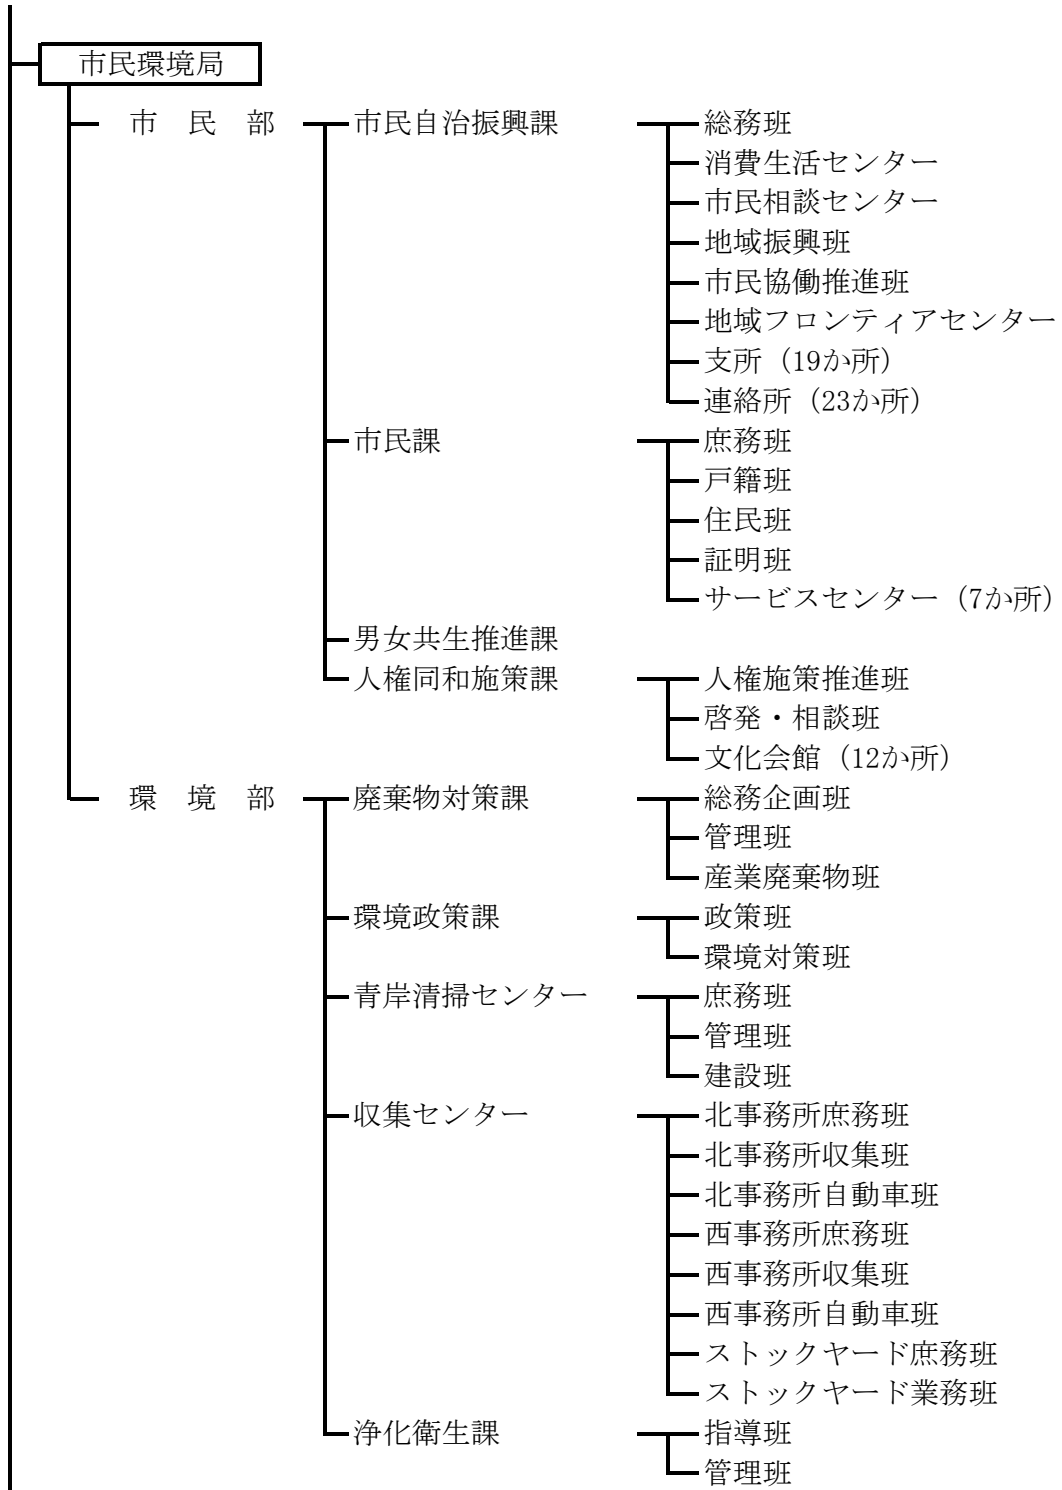 市民環境局
市　民　部　市民自治振興課　総務班
消費生活センター
市民相談センター
地域振興班
市民協働推進班
地域フロンティアセンター
支所（19か所）
連絡所（23か所）
市民課　庶務班
戸籍班
住民班
証明班
サービスセンター（7か所）
男女共生推進課
人権同和施策課　人権施策推進班
啓発・相談班
文化会館（12か所）
環　境　部　廃棄物対策課　総務企画班
管理班
産業廃棄物班
環境政策課　政策班
環境対策班
青岸清掃センター　庶務班
管理班
建設班
収集センター　北事務所庶務班
北事務所収集班
北事務所自動車班
西事務所庶務班
西事務所収集班
西事務所自動車班
ストックヤード庶務班
ストックヤード業務班
浄化衛生課　指導班
管理班